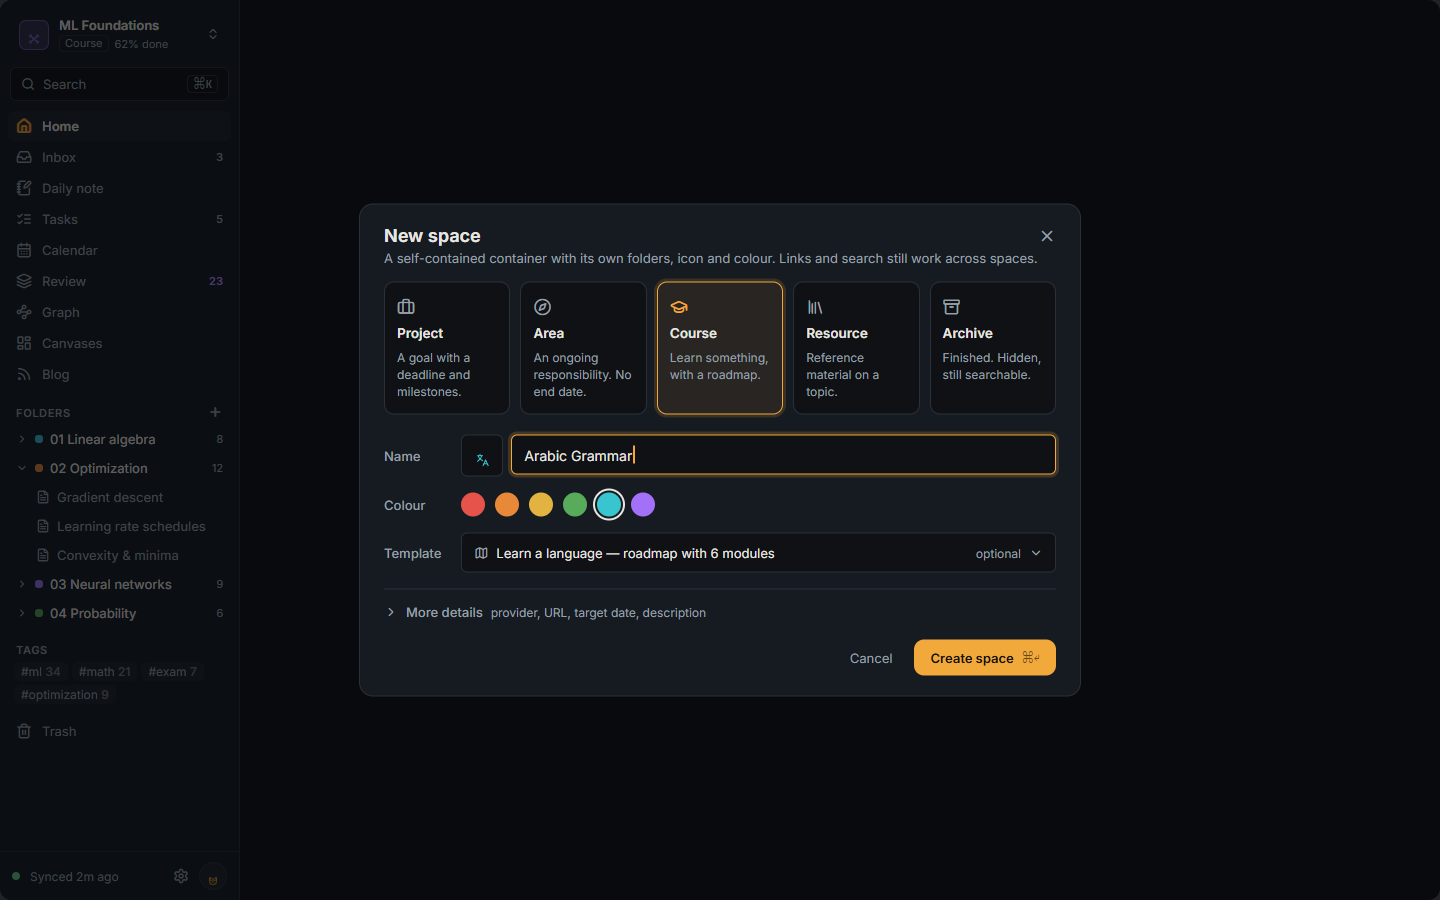 ML Foundations
Course 62% done
Search ⌘K
Home
Inbox 3
Daily note
Tasks 5
Calendar
Review 23
Graph
Canvases
Blog
FOLDERS
01 Linear algebra 8
02 Optimization 12
Gradient descent
Learning rate schedules
Convexity & minima
03 Neural networks 9
04 Probability 6
TAGS
#ml 34 #math 21 #exam 7
#optimization 9
Trash
Synced 2m ago
New space
A self-contained container with its own folders, icon and colour. Links and search still work across spaces.
Project
A goal with a
deadline and
milestones.
Area
An ongoing
responsibility. No
end date.
Course
Learn something,
with a roadmap.
Resource
Reference
material on a
topic.
Archive
Finished. Hidden,
still searchable.
Name Arabic Grammar
Colour
Template Learn a language — roadmap with 6 modules optional
More details provider, URL, target date, description
Cancel Create space ⌘↵